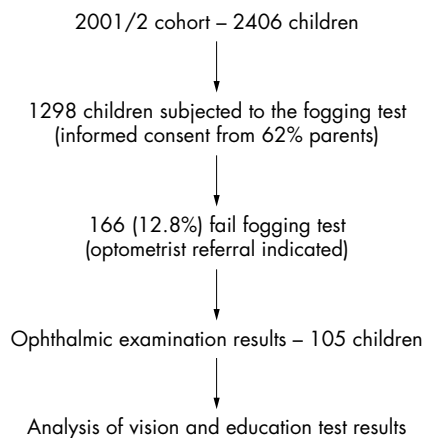 2001/2 cohort – 2406 children
1298 children subjected to the fogging test
(informed consent from 62% parents)
166 (12.8%) fail fogging test
(optometrist referral indicated)
Ophthalmic examination results – 105 children
Analysis of vision and education test results